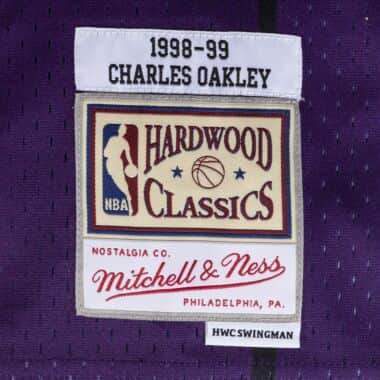 1998-99
CHARLES OAKLEY
HARDWOOD
NBA
CLASSICS
NOSTALGIA CO.
Mitchell & Ness
PHILADELPHIA, PA.
HWC SWINGMAN